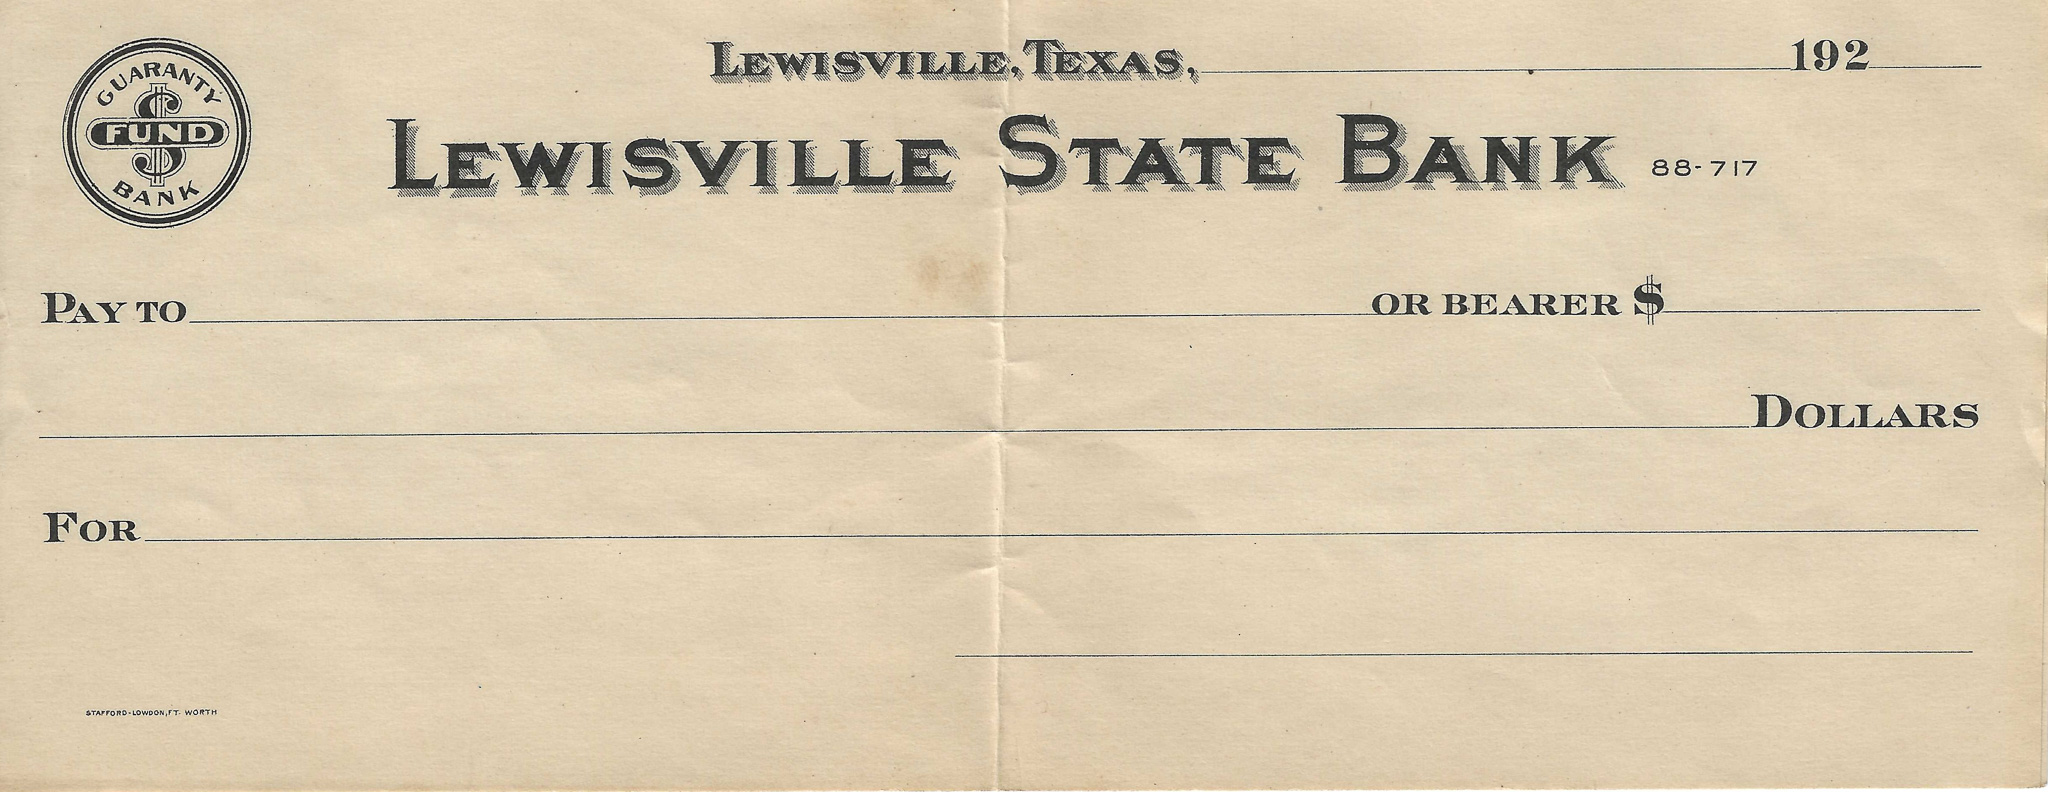 GUARANTY
FUND
BANK
LEWISVILLE, TEXAS, 192
LEWISVILLE STATE BANK 88-717
PAY TO OR BEARER $
DOLLARS
FOR
STAFFORD-LOWDON, FT. WORTH